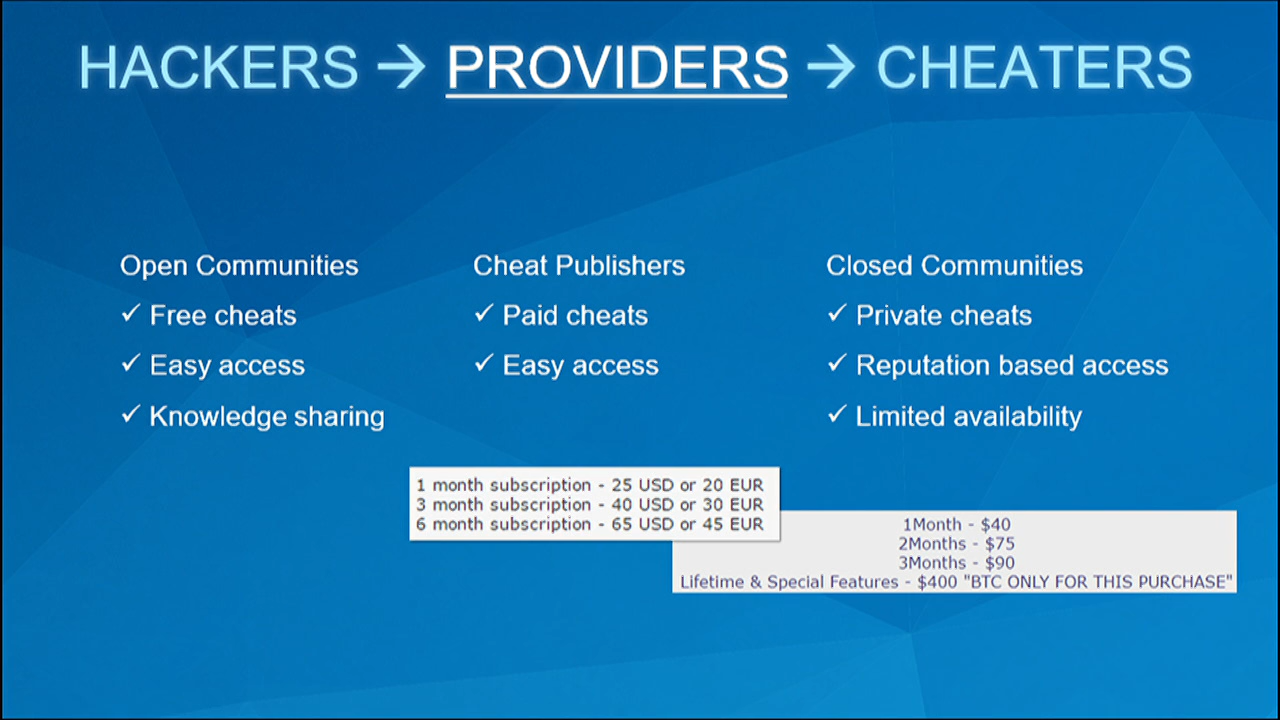 HACKERS → PROVIDERS → CHEATERS
Open Communities
✓ Free cheats
✓ Easy access
✓ Knowledge sharing
Cheat Publishers
✓ Paid cheats
✓ Easy access
Closed Communities
✓ Private cheats
✓ Reputation based access
✓ Limited availability
1 month subscription - 25 USD or 20 EUR
3 month subscription - 40 USD or 30 EUR
6 month subscription - 65 USD or 45 EUR
1Month - $40
2Months - $75
3Months - $90
Lifetime & Special Features - $400 "BTC ONLY FOR THIS PURCHASE"